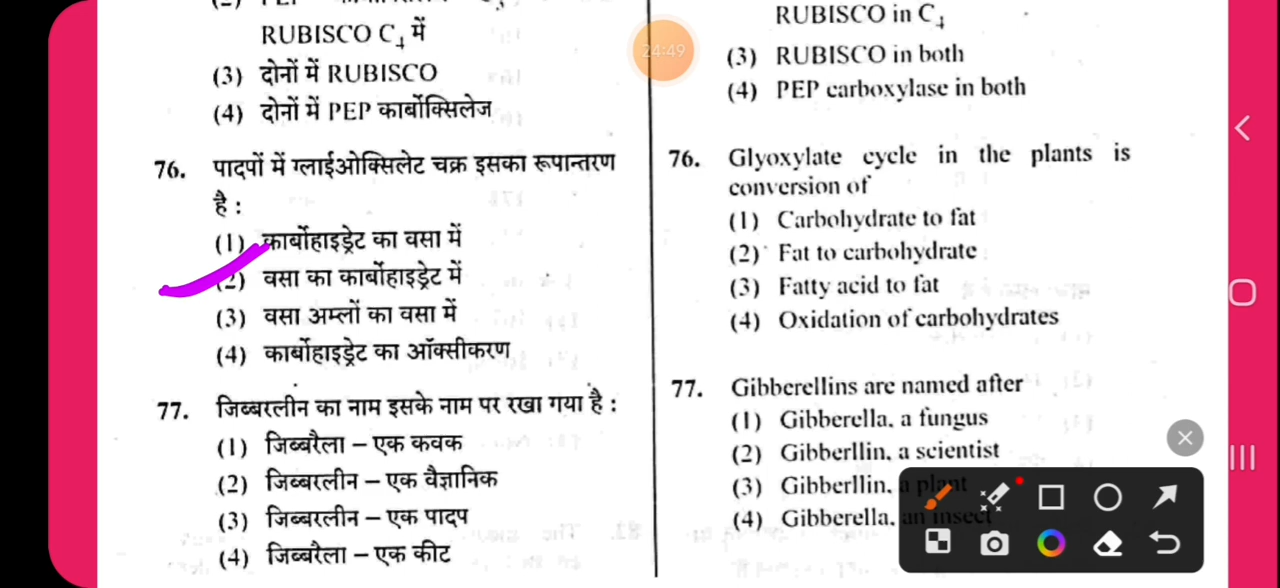 RUBISCO C₄ में
(3) दोनों में RUBISCO
(4) दोनों में PEP कार्बोक्सिलेज
76. पादपों में ग्लाईओक्सिलेट चक्र इसका रूपान्तरण
है :
(1) कार्बोहाइड्रेट का वसा में
(2) वसा का कार्बोहाइड्रेट में
(3) वसा अम्लों का वसा में
(4) कार्बोहाइड्रेट का ऑक्सीकरण
77. जिब्बरलीन का नाम इसके नाम पर रखा गया है :
(1) जिब्बरैला – एक कवक
(2) जिब्बरलीन – एक वैज्ञानिक
(3) जिब्बरलीन – एक पादप
(4) जिब्बरैला – एक कीट
RUBISCO in C₄
(3) RUBISCO in both
(4) PEP carboxylase in both
76. Glyoxylate cycle in the plants is
conversion of
(1) Carbohydrate to fat
(2) Fat to carbohydrate
(3) Fatty acid to fat
(4) Oxidation of carbohydrates
77. Gibberellins are named after
(1) Gibberella, a fungus
(2) Gibberllin, a scientist
(3) Gibberllin, a plant
(4) Gibberella, an insect
24:49